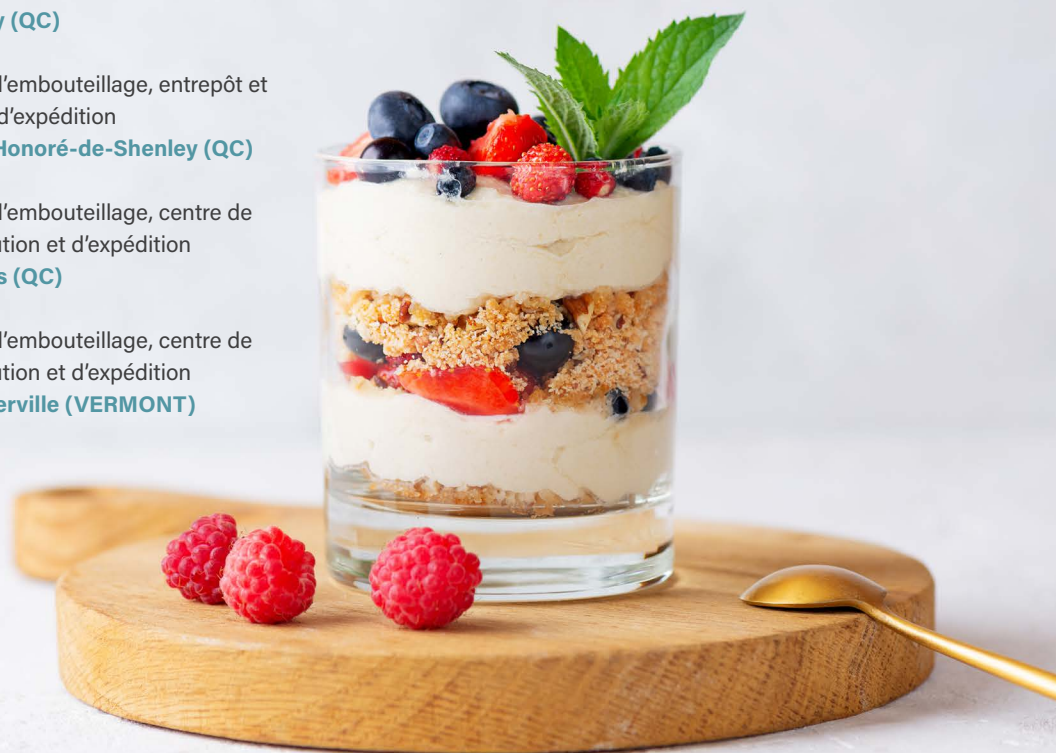 y (QC)
l'embouteillage, entrepôt et
d'expédition
Honoré-de-Shenley (QC)
l'embouteillage, centre de
ution et d'expédition
s (QC)
l'embouteillage, centre de
ution et d'expédition
erville (VERMONT)